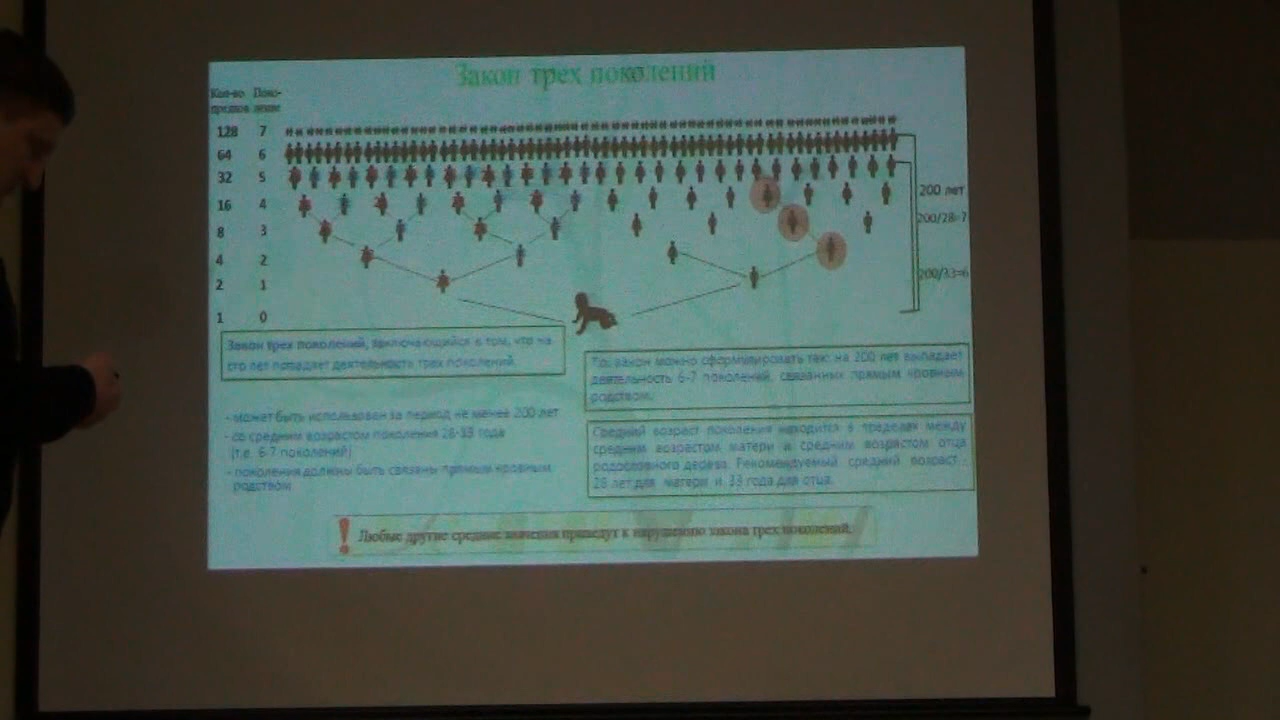 Закон трех поколений
Кол-во Поко-
предков ление
128 7
64 6
32 5
16 4
8 3
4 2
2 1
1 0
200 лет
200/28=7
200/33=6
Закон трех поколений, заключающийся в том, что на
сто лет попадает деятельность трех поколений.
- может быть использован за период не менее 200 лет
- со средним возрастом поколения 28-33 года
(т.е. 6-7 поколений)
- поколения должны быть связаны прямым кровным
родством
закон можно сформулировать так: на 200 лет выпадает
деятельность 6-7 поколений, связанных прямым кровным
родством.
Средний возраст поколения находится в пределах между
средним возрастом матери и средним возрастом отца
родословного дерева. Рекомендуемый средний возраст -
28 лет для матери и 33 года для отца.
! Любые другие средние значения приведут к нарушению закона трех поколений.